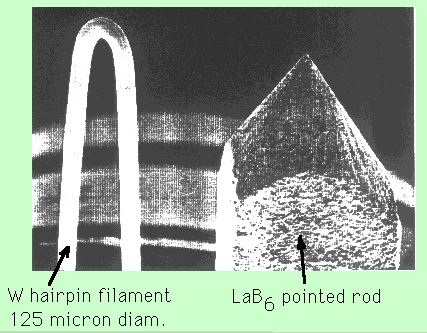 W hairpin filament
125 micron diam.
LaB6 pointed rod